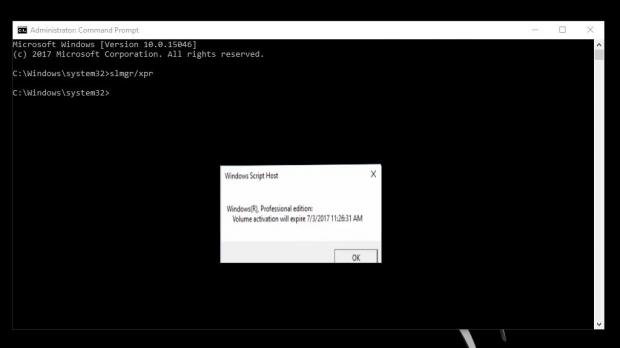 Administrator: Command Prompt
Microsoft Windows [Version 10.0.15046]
(c) 2017 Microsoft Corporation. All rights reserved.
C:\Windows\system32>slmgr/xpr
C:\Windows\system32>
Windows Script Host
X
Windows(R), Professional edition:
Volume activation will expire 7/3/2017 11:26:31 AM
OK